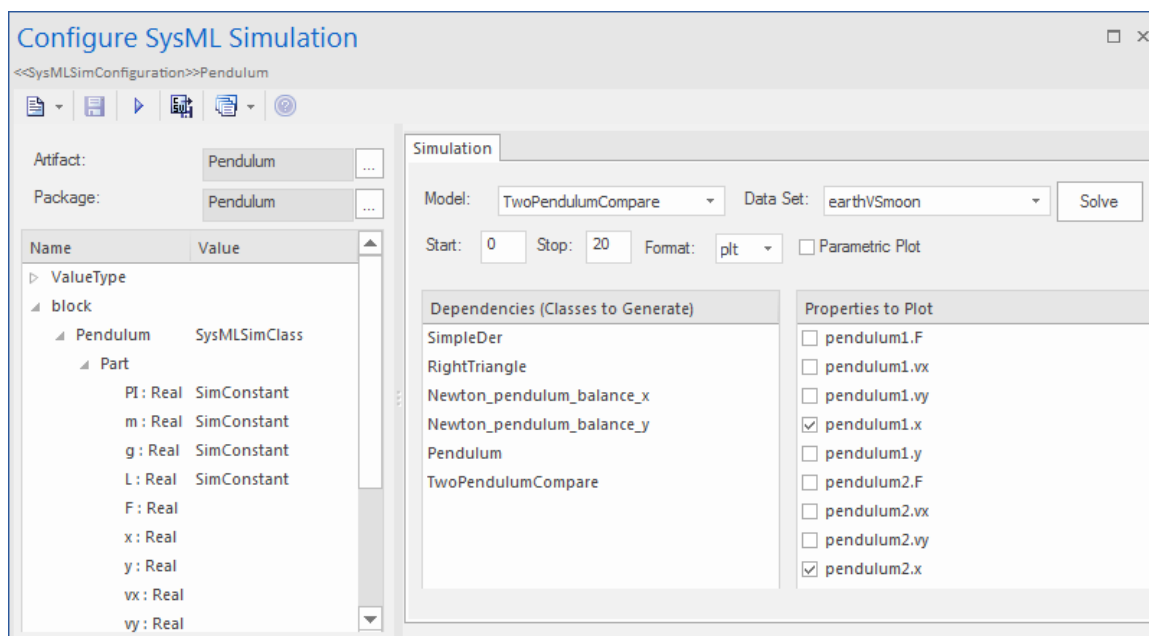 Configure SysML Simulation
<<SysMLSimConfiguration>>Pendulum
Artifact: Pendulum ...
Package: Pendulum ...
Name Value
ValueType
block
Pendulum SysMLSimClass
Part
PI : Real SimConstant
m : Real SimConstant
g : Real SimConstant
L : Real SimConstant
F : Real
x : Real
y : Real
vx : Real
vy : Real
Simulation
Model: TwoPendulumCompare Data Set: earthVSmoon Solve
Start: 0 Stop: 20 Format: plt Parametric Plot
Dependencies (Classes to Generate)
SimpleDer
RightTriangle
Newton_pendulum_balance_x
Newton_pendulum_balance_y
Pendulum
TwoPendulumCompare
Properties to Plot
pendulum1.F
pendulum1.vx
pendulum1.vy
pendulum1.x
pendulum1.y
pendulum2.F
pendulum2.vx
pendulum2.vy
pendulum2.x